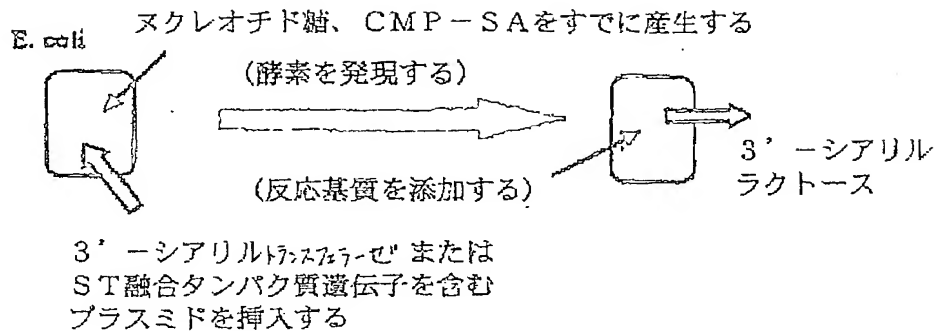 ヌクレオチド糖、CMP-SAをすでに産生する
E. coli
(酵素を発現する)
(反応基質を添加する)
3'-シアリル
ラクトース
3'-シアリルトランスフェラーゼ または
ST融合タンパク質遺伝子を含む
プラスミドを挿入する